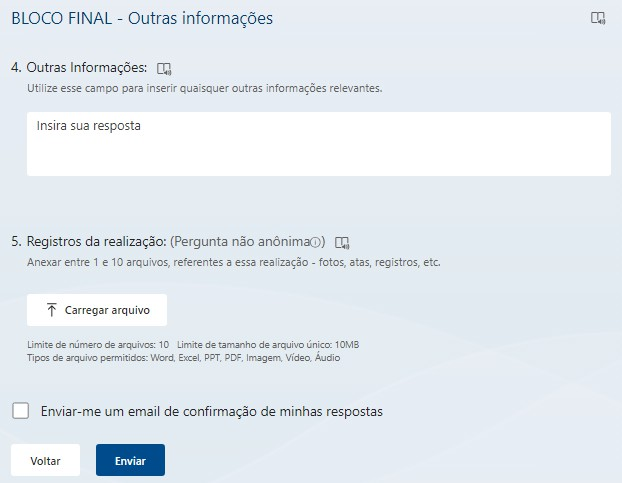 BLOCO FINAL - Outras informações
4. Outras Informações:
Utilize esse campo para inserir quaisquer outras informações relevantes.
Insira sua resposta
5. Registros da realização: (Pergunta não anônima)
Anexar entre 1 e 10 arquivos, referentes a essa realização - fotos, atas, registros, etc.
Carregar arquivo
Limite de número de arquivos: 10 Limite de tamanho de arquivo único: 10MB
Tipos de arquivo permitidos: Word, Excel, PPT, PDF, Imagem, Vídeo, Áudio
Enviar-me um email de confirmação de minhas respostas
Voltar Enviar